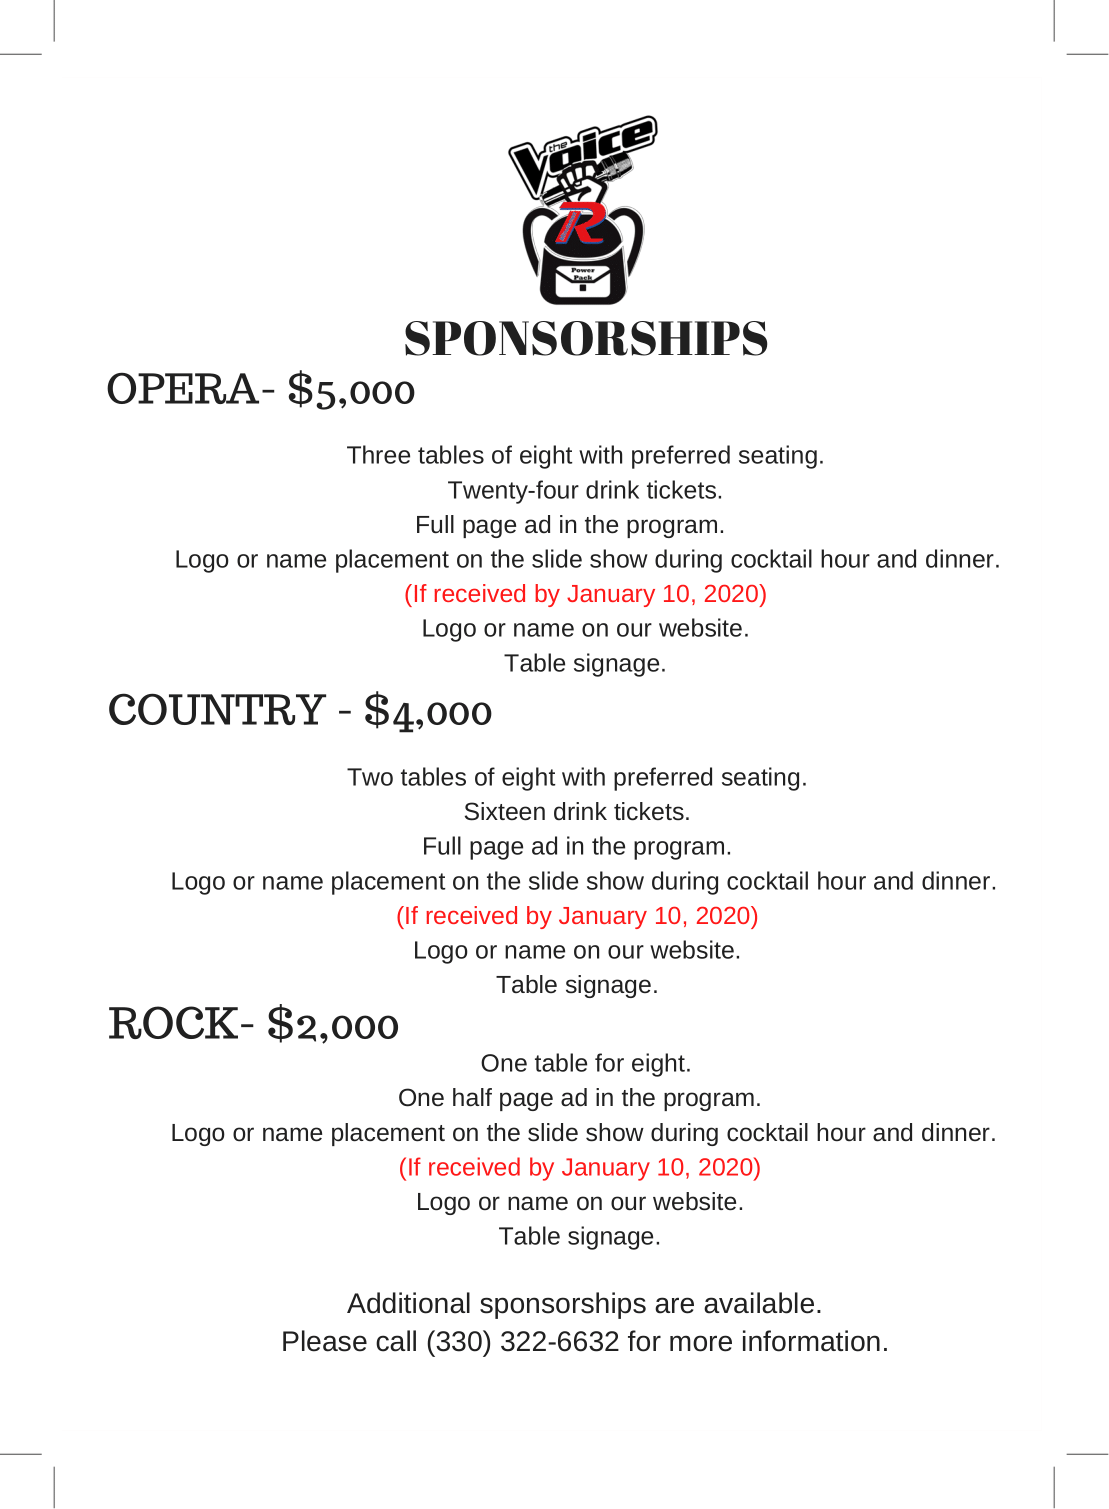 the Voice
R
Power
Pack
SPONSORSHIPS
OPERA- $5,000
Three tables of eight with preferred seating.
Twenty-four drink tickets.
Full page ad in the program.
Logo or name placement on the slide show during cocktail hour and dinner.
(If received by January 10, 2020)
Logo or name on our website.
Table signage.
COUNTRY - $4,000
Two tables of eight with preferred seating.
Sixteen drink tickets.
Full page ad in the program.
Logo or name placement on the slide show during cocktail hour and dinner.
(If received by January 10, 2020)
Logo or name on our website.
Table signage.
ROCK- $2,000
One table for eight.
One half page ad in the program.
Logo or name placement on the slide show during cocktail hour and dinner.
(If received by January 10, 2020)
Logo or name on our website.
Table signage.
Additional sponsorships are available.
Please call (330) 322-6632 for more information.